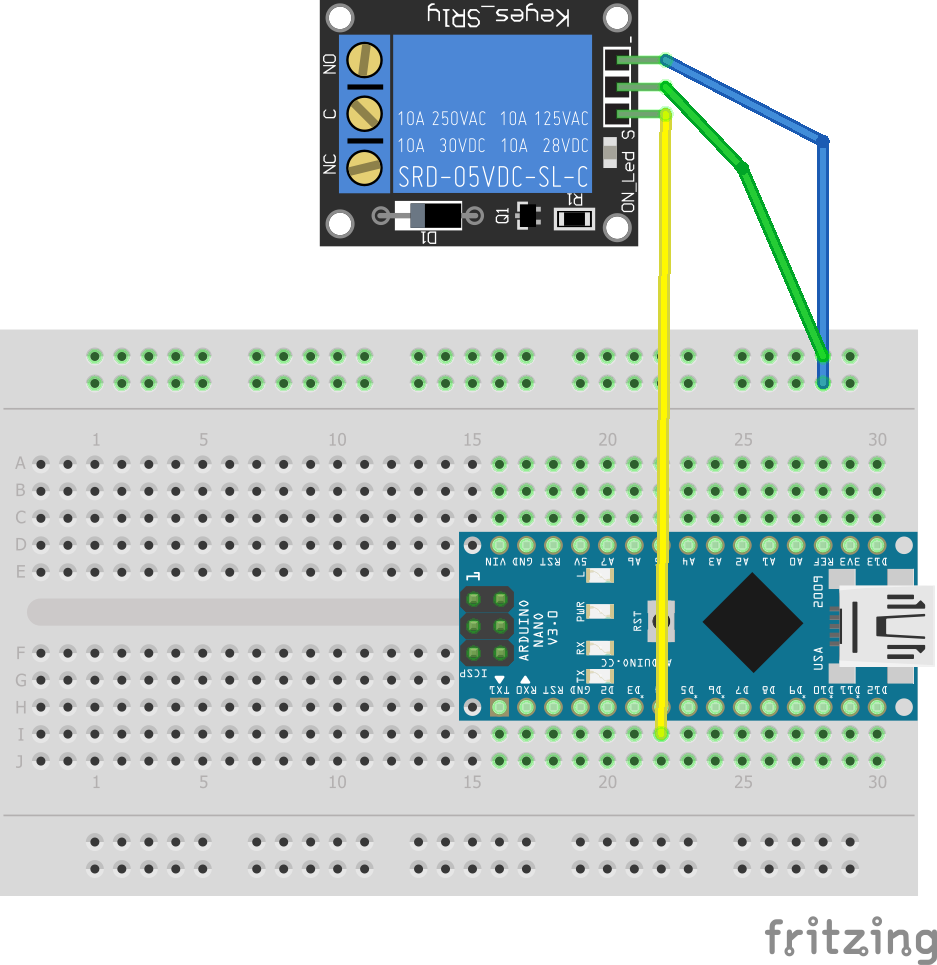 Keyes_SR1y
-
NO
C
NC
S
10A 250VAC 10A 125VAC
10A 30VDC 10A 28VDC
SRD-05VDC-SL-C
ON_Led
D1
Q1
R1
1 5 10 15 20 25 30
A
B
C
D
E
F
G
H
I
J
VIN GND RST 5V A7 A6 A4 A3 A2 A1 A0 REF 3V3 D13
1
L
PWR
RX
TX
RST
ARDUINO
NANO
V3.0
ICSP
ARDUINO.CC
2009
USA
TX1 RX0 RST GND D2 D3* D5* D6* D7 D8 D9* D10* D11* D12
1 5 10 15 20 25 30
fritzing